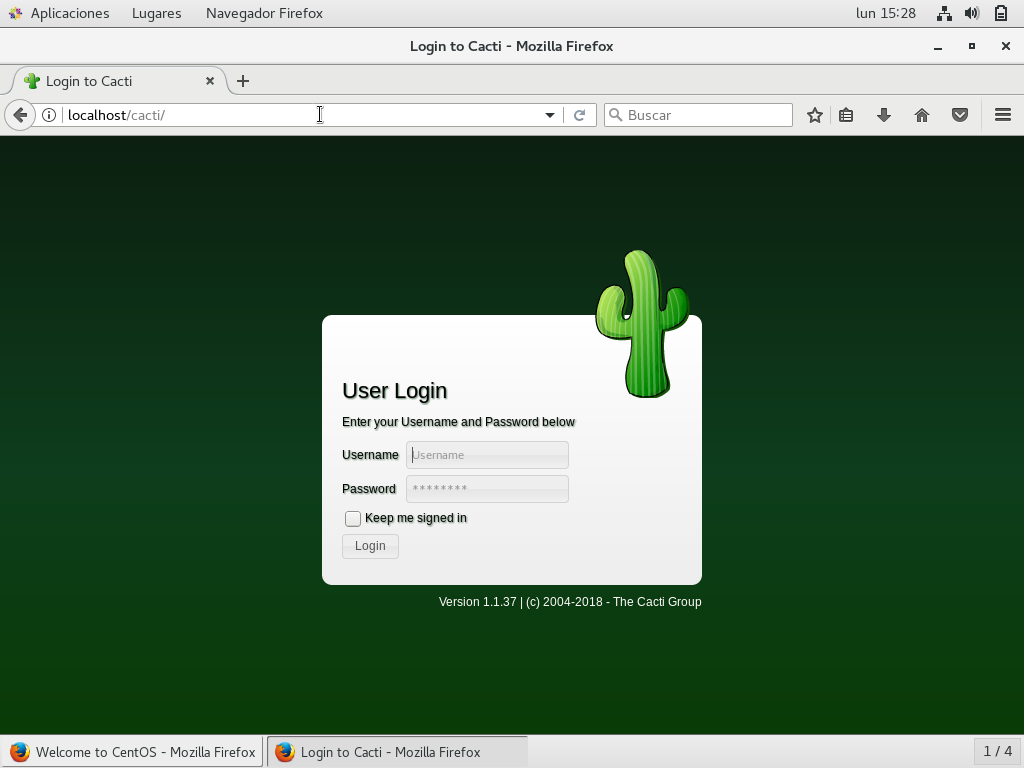 Aplicaciones Lugares Navegador Firefox lun 15:28
Login to Cacti - Mozilla Firefox
Login to Cacti
localhost/cacti/ Buscar
User Login
Enter your Username and Password below
Username Username
Password ********
Keep me signed in
Login
Version 1.1.37 | (c) 2004-2018 - The Cacti Group
Welcome to CentOS - Mozilla Firefox Login to Cacti - Mozilla Firefox 1 / 4